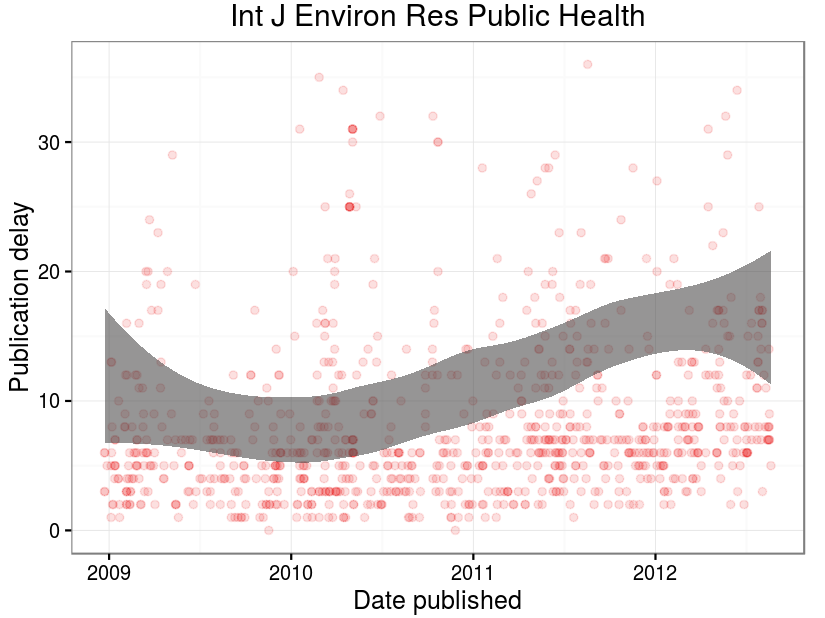 Int J Environ Res Public Health
Publication delay
30
20
10
0
2009 2010 2011 2012
Date published